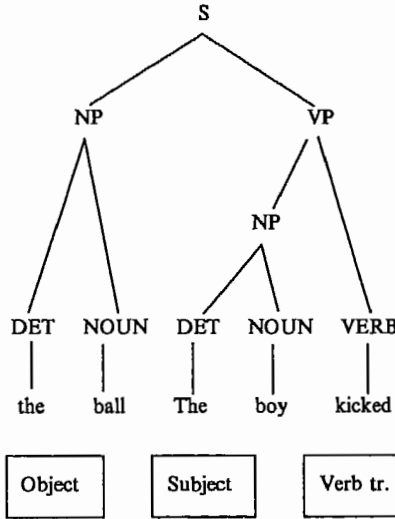 S
NP VP
NP
DET NOUN DET NOUN VERB
the ball The boy kicked
Object Subject Verb tr.